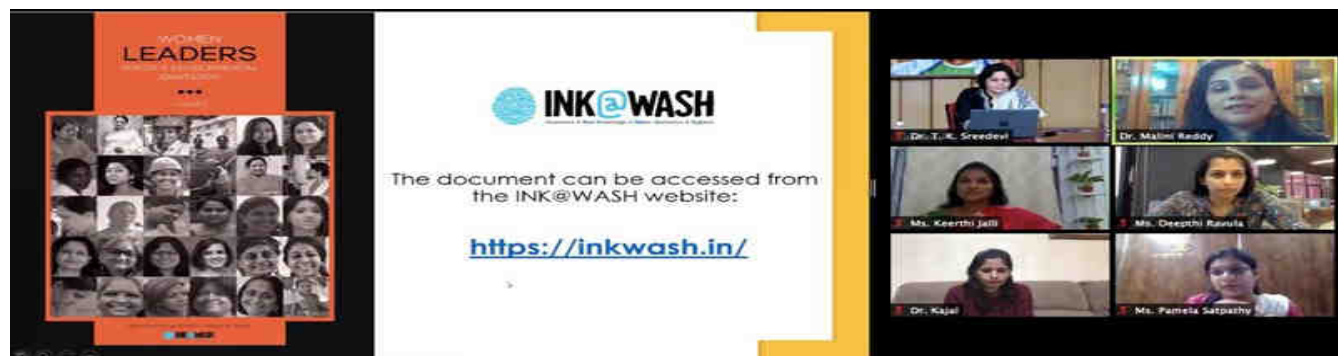 WOMEN
LEADERS
INK@WASH
The document can be accessed from
the INK@WASH website:
https://inkwash.in/
Dr. T. K. Sreedevi
Dr. Malini Reddy
Ms. Keerthi Jalli
Ms. Deepthi Ravula
Dr. Kajal
Ms. Pamela Satpathy